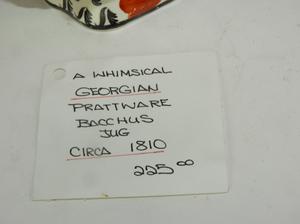 A WHIMSICAL
GEORGIAN
PRATTWARE
BACCHUS
JUG
CIRCA 1810
225.00